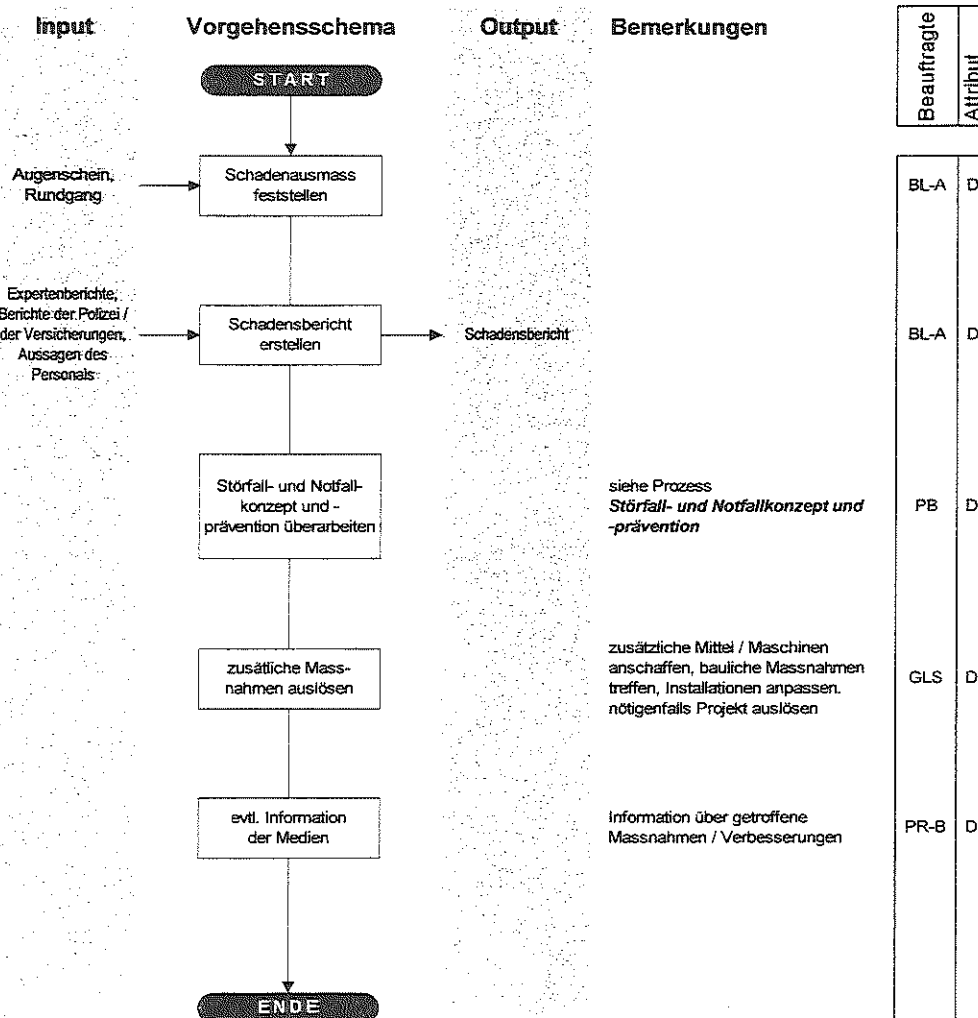 Input Vorgehensschema Output Bemerkungen Beauftragte Attribut
START
Augenschein,
Rundgang
Schadenausmass
feststellen
BL-A D
Expertenberichte,
Berichte der Polizei /
der Versicherungen,
Aussagen des
Personals
Schadensbericht
erstellen
Schadensbericht
BL-A D
Störfall- und Notfall-
konzept und -
prävention überarbeiten
siehe Prozess
Störfall- und Notfallkonzept und
-prävention
PB D
zusätliche Mass-
nahmen auslösen
zusätzliche Mittel / Maschinen
anschaffen, bauliche Massnahmen
treffen, Installationen anpassen.
nötigenfalls Projekt auslösen
GLS D
evtl. Information
der Medien
Information über getroffene
Massnahmen / Verbesserungen
PR-B D
ENDE